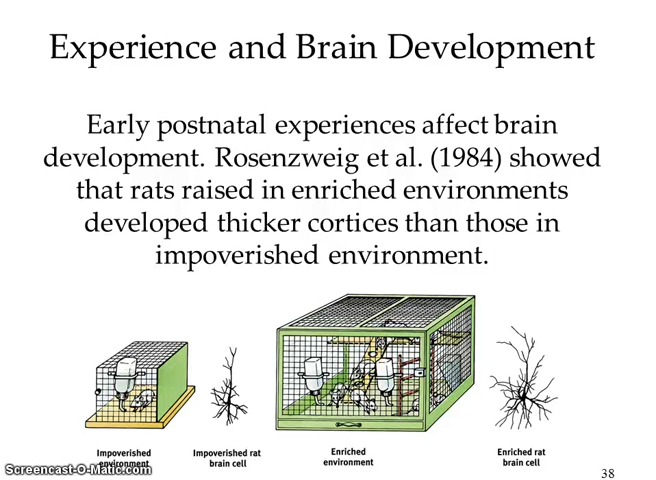 Experience and Brain Development
Early postnatal experiences affect brain
development. Rosenzweig et al. (1984) showed
that rats raised in enriched environments
developed thicker cortices than those in
impoverished environment.
Impoverished
environment
Impoverished rat
brain cell
Enriched
environment
Enriched rat
brain cell
Screencast-O-Matic.com
38